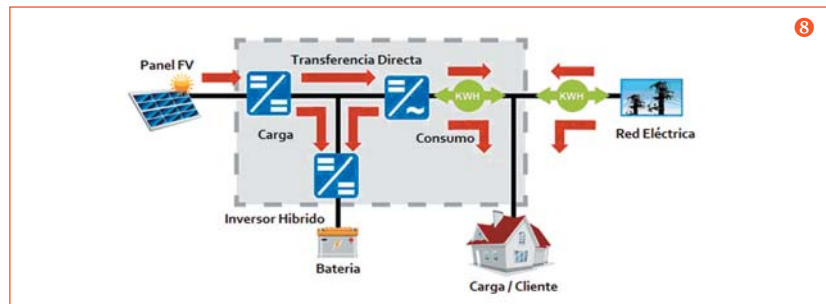 8
Panel FV
Transferencia Directa
KWH
KWH
Carga
Consumo
Red Eléctrica
Inversor Hibrido
Bateria
Carga / Cliente